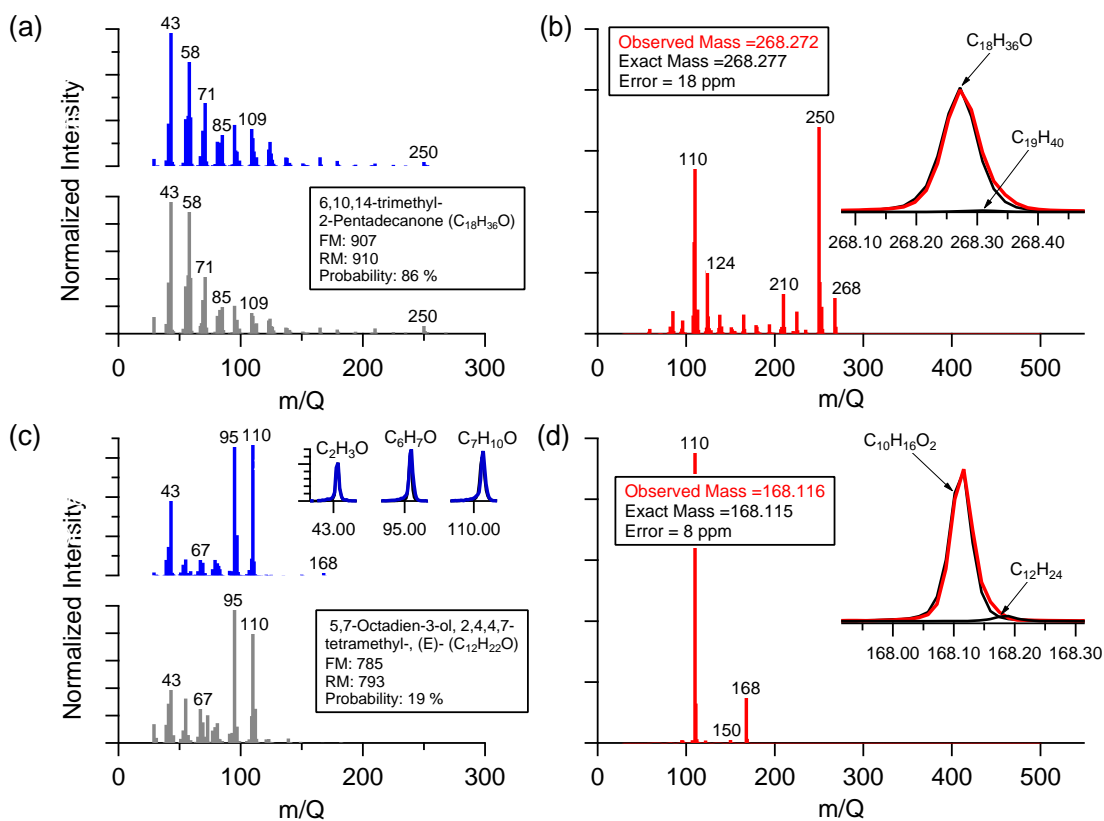 (a)
43
58
71
85
109
250
43
58
71
85
109
250
6,10,14-trimethyl-
2-Pentadecanone (C18H36O)
FM: 907
RM: 910
Probability: 86 %
Normalized Intensity
0
100
200
300
m/Q
(b)
Observed Mass =268.272
Exact Mass =268.277
Error = 18 ppm
110
124
210
250
268
C18H36O
C19H40
268.10
268.20
268.30
268.40
0
100
200
300
400
500
m/Q
(c)
43
67
95
110
168
C2H3O
C6H7O
C7H10O
43.00
95.00
110.00
43
67
95
110
5,7-Octadien-3-ol, 2,4,4,7-
tetramethyl-, (E)- (C12H22O)
FM: 785
RM: 793
Probability: 19 %
Normalized Intensity
0
100
200
300
m/Q
(d)
110
Observed Mass =168.116
Exact Mass =168.115
Error = 8 ppm
150
168
C10H16O2
C12H24
168.00
168.10
168.20
168.30
0
100
200
300
400
500
m/Q